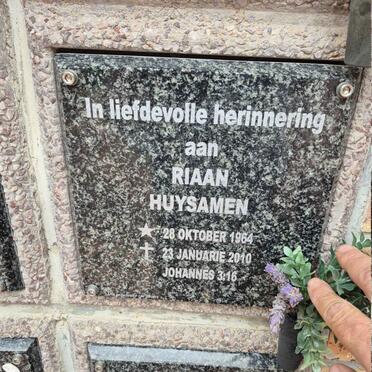 In liefdevolle herinnering
aan
RIAAN
HUYSAMEN
★ 28 OKTOBER 1964
✝ 23 JANUARIE 2010
JOHANNES 3:16